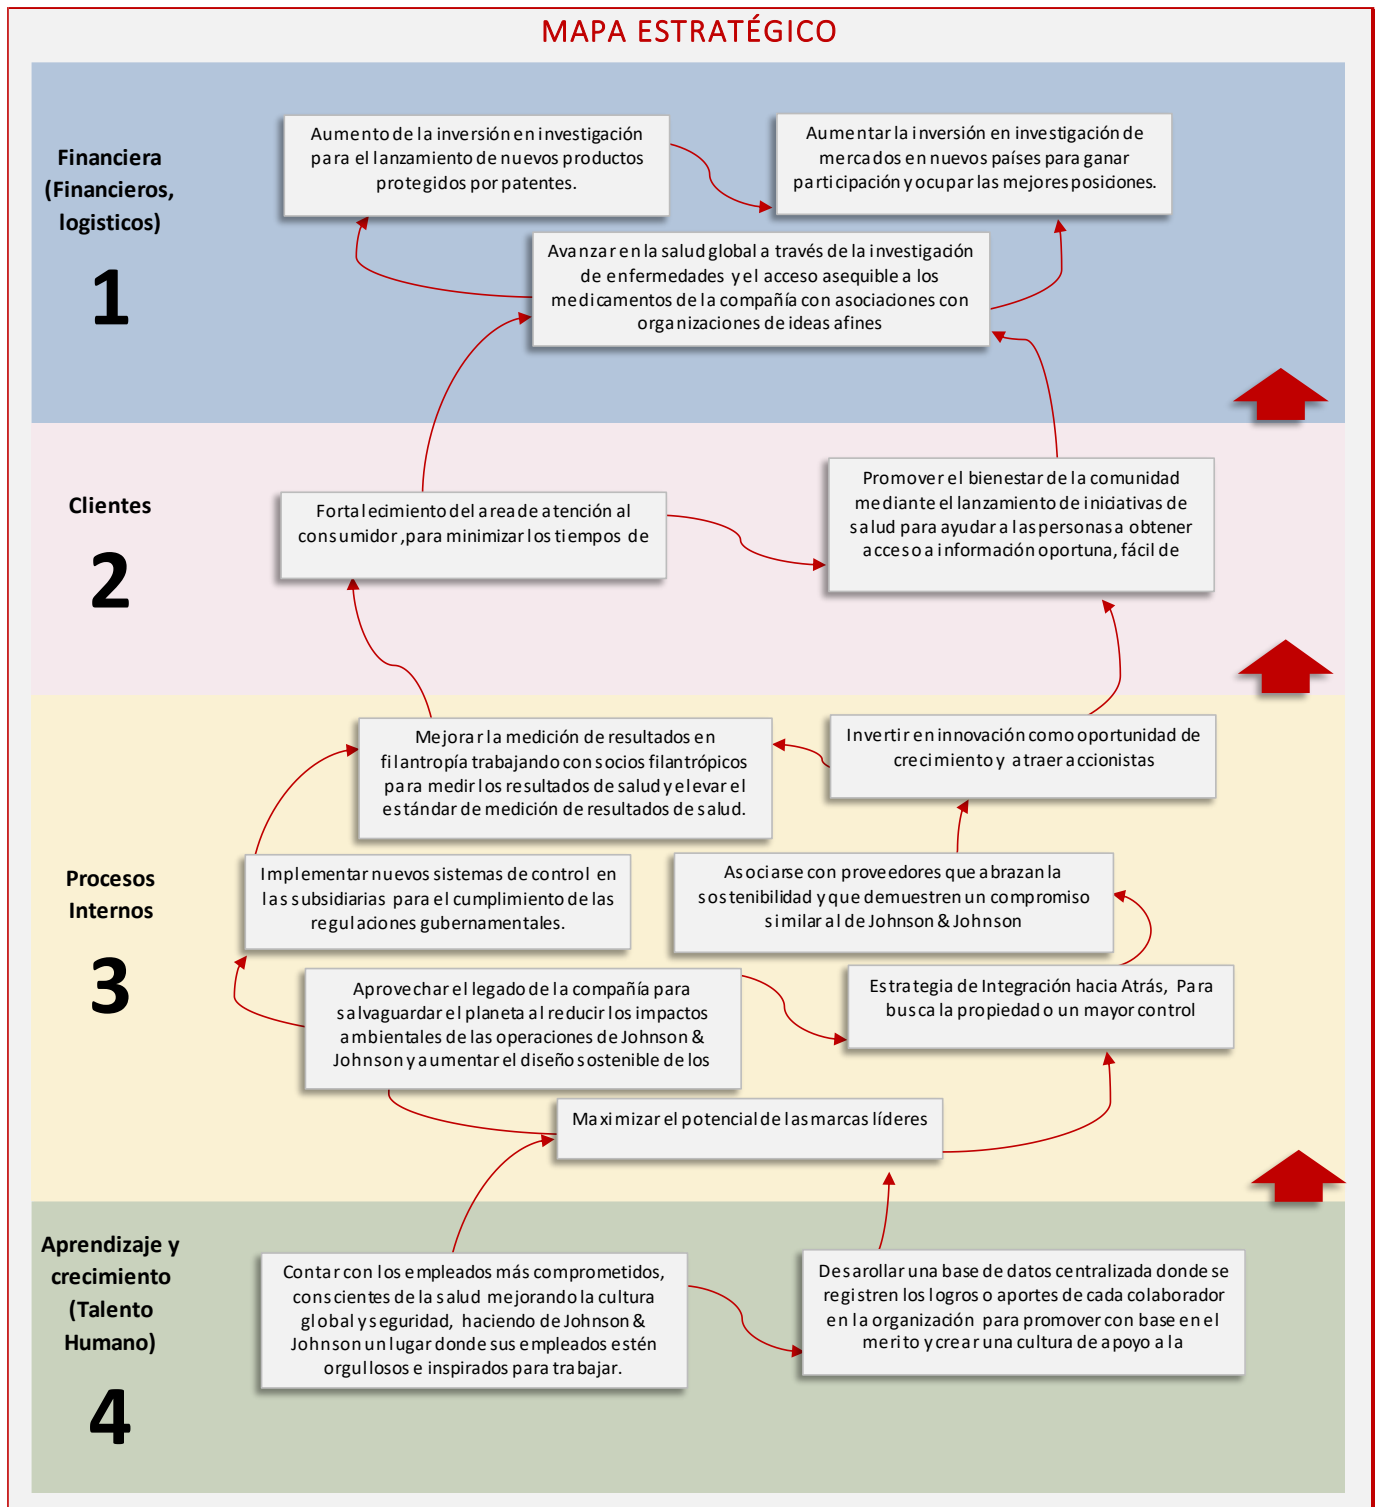 MAPA ESTRATÉGICO
Financiera
(Financieros,
logisticos)
1
Aumento de la inversión en investigación
para el lanzamiento de nuevos productos
protegidos por patentes.
Aumentar la inversión en investigación de
mercados en nuevos países para ganar
participación y ocupar las mejores posiciones.
Avanzar en la salud global a través de la investigación
de enfermedades y el acceso asequible a los
medicamentos de la compañía con asociaciones con
organizaciones de ideas afines
Clientes
2
Fortalecimiento del area de atención al
consumidor ,para minimizar los tiempos de
Promover el bienestar de la comunidad
mediante el lanzamiento de iniciativas de
salud para ayudar a las personas a obtener
acceso a información oportuna, fácil de
Procesos
Internos
3
Mejorar la medición de resultados en
filantropía trabajando con socios filantrópicos
para medir los resultados de salud y elevar el
estándar de medición de resultados de salud.
Invertir en innovación como oportunidad de
crecimiento y atraer accionistas
Implementar nuevos sistemas de control en
las subsidiarias para el cumplimiento de las
regulaciones gubernamentales.
Asociarse con proveedores que abrazan la
sostenibilidad y que demuestren un compromiso
similar al de Johnson & Johnson
Aprovechar el legado de la compañía para
salvaguardar el planeta al reducir los impactos
ambientales de las operaciones de Johnson &
Johnson y aumentar el diseño sostenible de los
Estrategia de Integración hacia Atrás, Para
busca la propiedad o un mayor control
Maximizar el potencial de las marcas líderes
Aprendizaje y
crecimiento
(Talento
Humano)
4
Contar con los empleados más comprometidos,
conscientes de la salud mejorando la cultura
global y seguridad, haciendo de Johnson &
Johnson un lugar donde sus empleados estén
orgullosos e inspirados para trabajar.
Desarollar una base de datos centralizada donde se
registren los logros o aportes de cada colaborador
en la organización para promover con base en el
merito y crear una cultura de apoyo a la